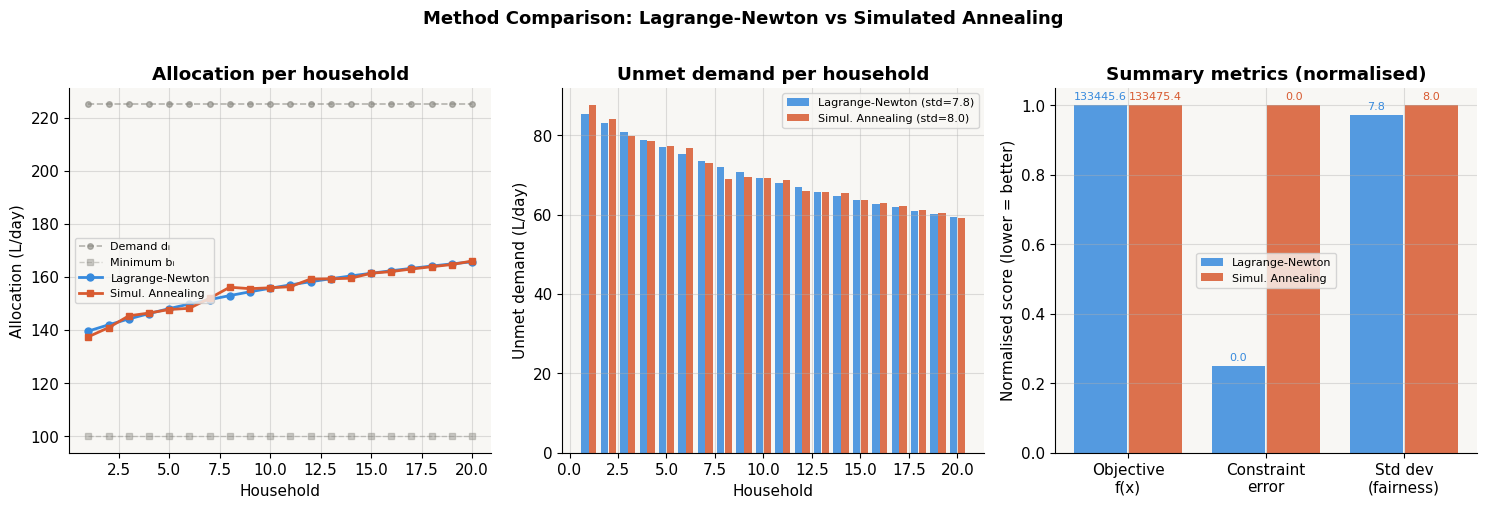 Method Comparison: Lagrange-Newton vs Simulated Annealing
Allocation per household
Allocation (L/day)
220
200
180
160
140
120
100
Demand dᵢ
Minimum bᵢ
Lagrange-Newton
Simul. Annealing
2.5 5.0 7.5 10.0 12.5 15.0 17.5 20.0
Household
Unmet demand per household
Unmet demand (L/day)
80
60
40
20
0
Lagrange-Newton (std=7.8)
Simul. Annealing (std=8.0)
0.0 2.5 5.0 7.5 10.0 12.5 15.0 17.5 20.0
Household
Summary metrics (normalised)
Normalised score (lower = better)
1.0
0.8
0.6
0.4
0.2
0.0
133445.6 133475.4
0.0 0.0
7.8 8.0
Lagrange-Newton
Simul. Annealing
Objective
f(x)
Constraint
error
Std dev
(fairness)